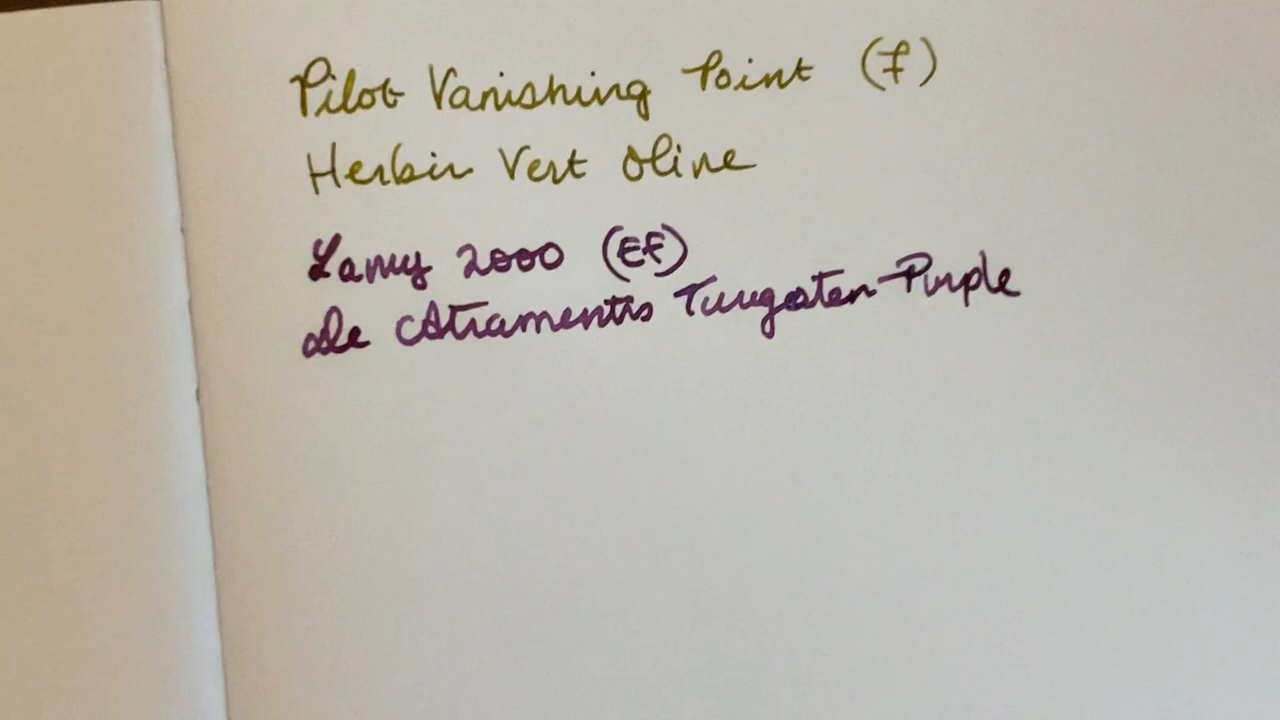 Pilot Vanishing Point (f)
Herbin Vert Olive
Lamy 2000 (EF)
De Atramentis Tungsten-Purple